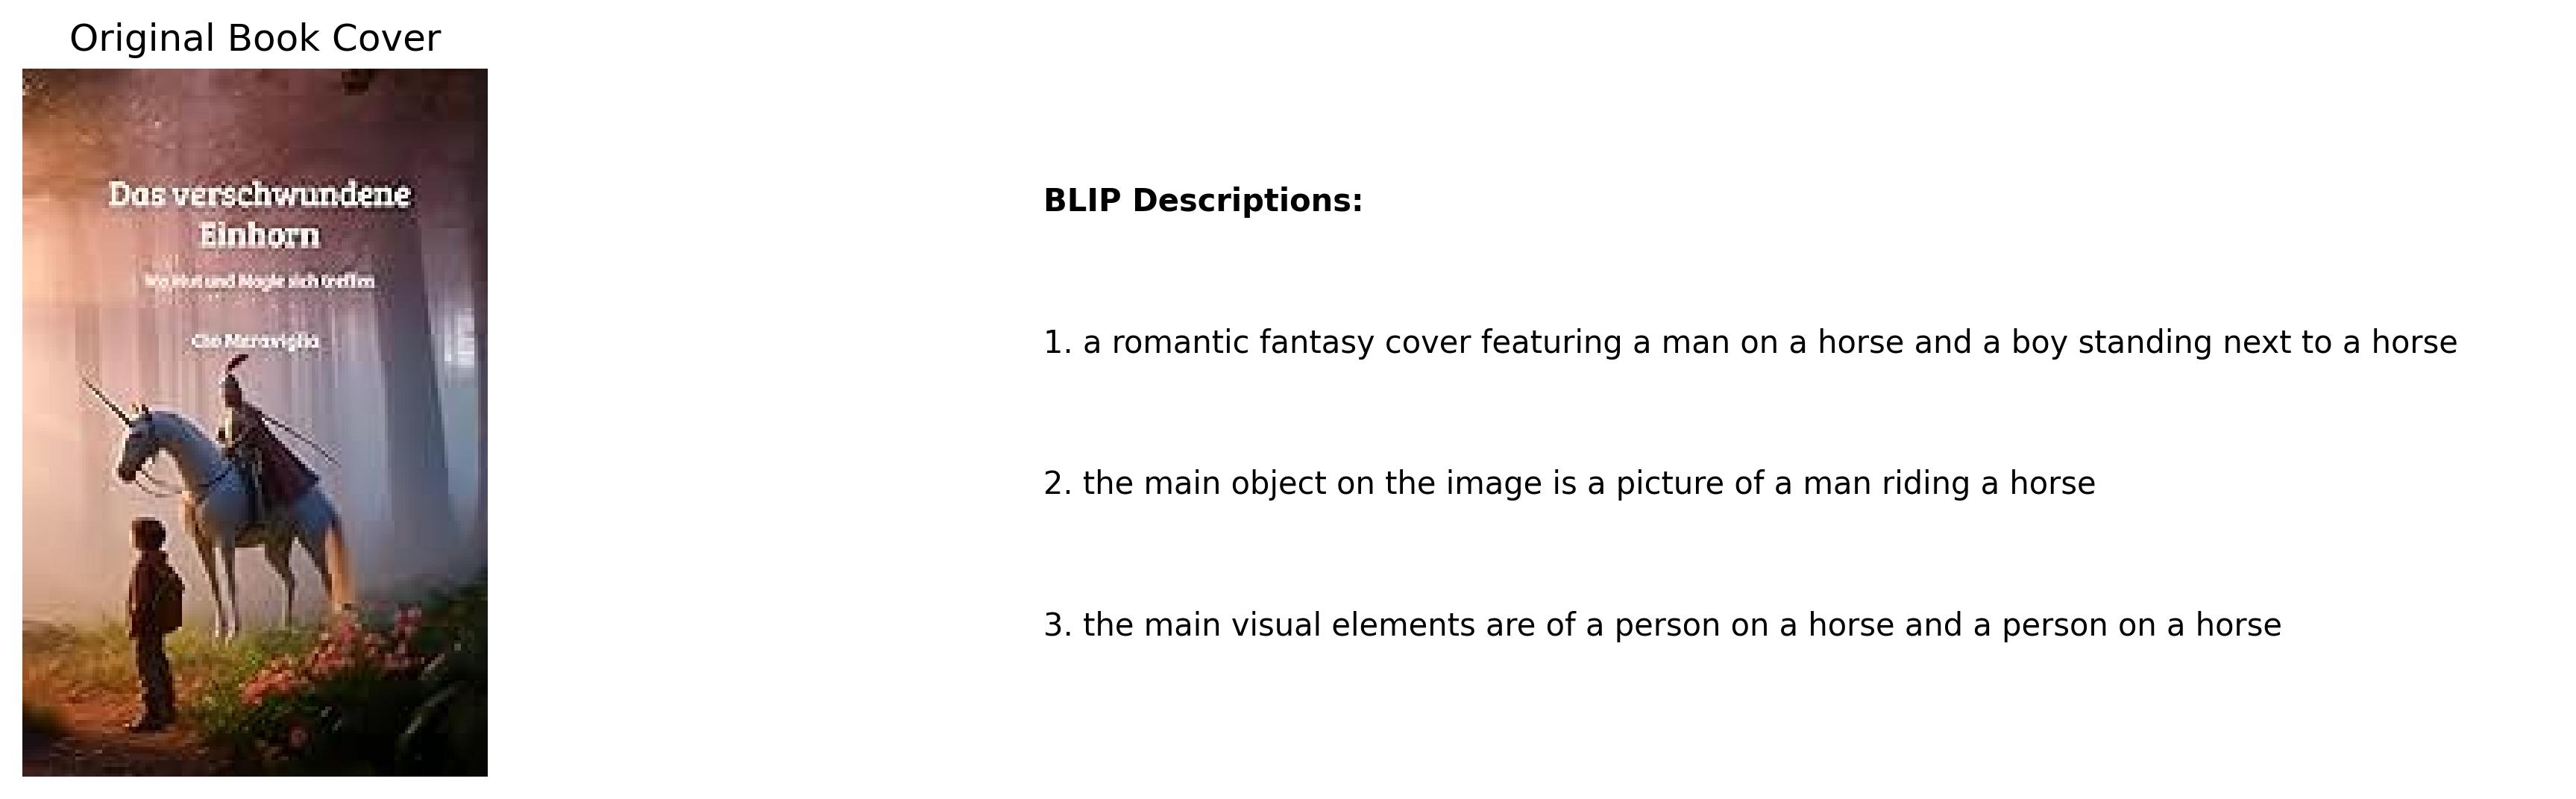 Original Book Cover
Das verschwundene
Einhorn
Wo Mut und Magie sich treffen
Clio Meraviglia
BLIP Descriptions:
1. a romantic fantasy cover featuring a man on a horse and a boy standing next to a horse
2. the main object on the image is a picture of a man riding a horse
3. the main visual elements are of a person on a horse and a person on a horse